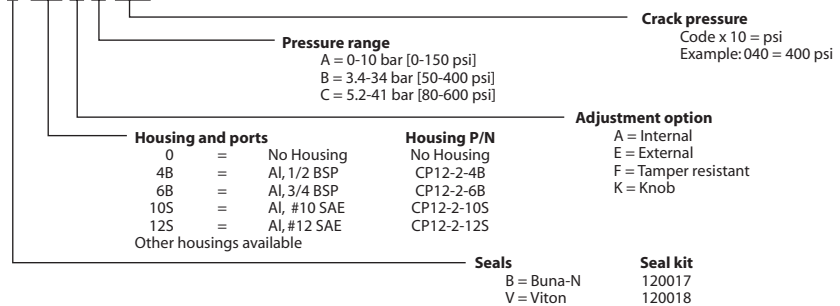 Crack pressure
Code x 10 = psi
Example: 040 = 400 psi
Pressure range
A = 0-10 bar [0-150 psi]
B = 3.4-34 bar [50-400 psi]
C = 5.2-41 bar [80-600 psi]
Adjustment option
A = Internal
E = External
F = Tamper resistant
K = Knob
Housing and ports Housing P/N
0 = No Housing No Housing
4B = Al, 1/2 BSP CP12-2-4B
6B = Al, 3/4 BSP CP12-2-6B
10S = Al, #10 SAE CP12-2-10S
12S = Al, #12 SAE CP12-2-12S
Other housings available
Seals Seal kit
B = Buna-N 120017
V = Viton 120018